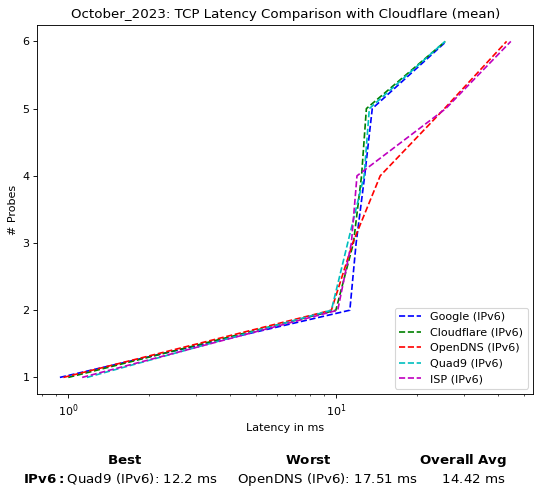 October_2023: TCP Latency Comparison with Cloudflare (mean)
6
5
4
3
2
1
# Probes
10^0
10^1
Latency in ms
Google (IPv6)
Cloudflare (IPv6)
OpenDNS (IPv6)
Quad9 (IPv6)
ISP (IPv6)
Best Worst Overall Avg
IPv6: Quad9 (IPv6): 12.2 ms OpenDNS (IPv6): 17.51 ms 14.42 ms